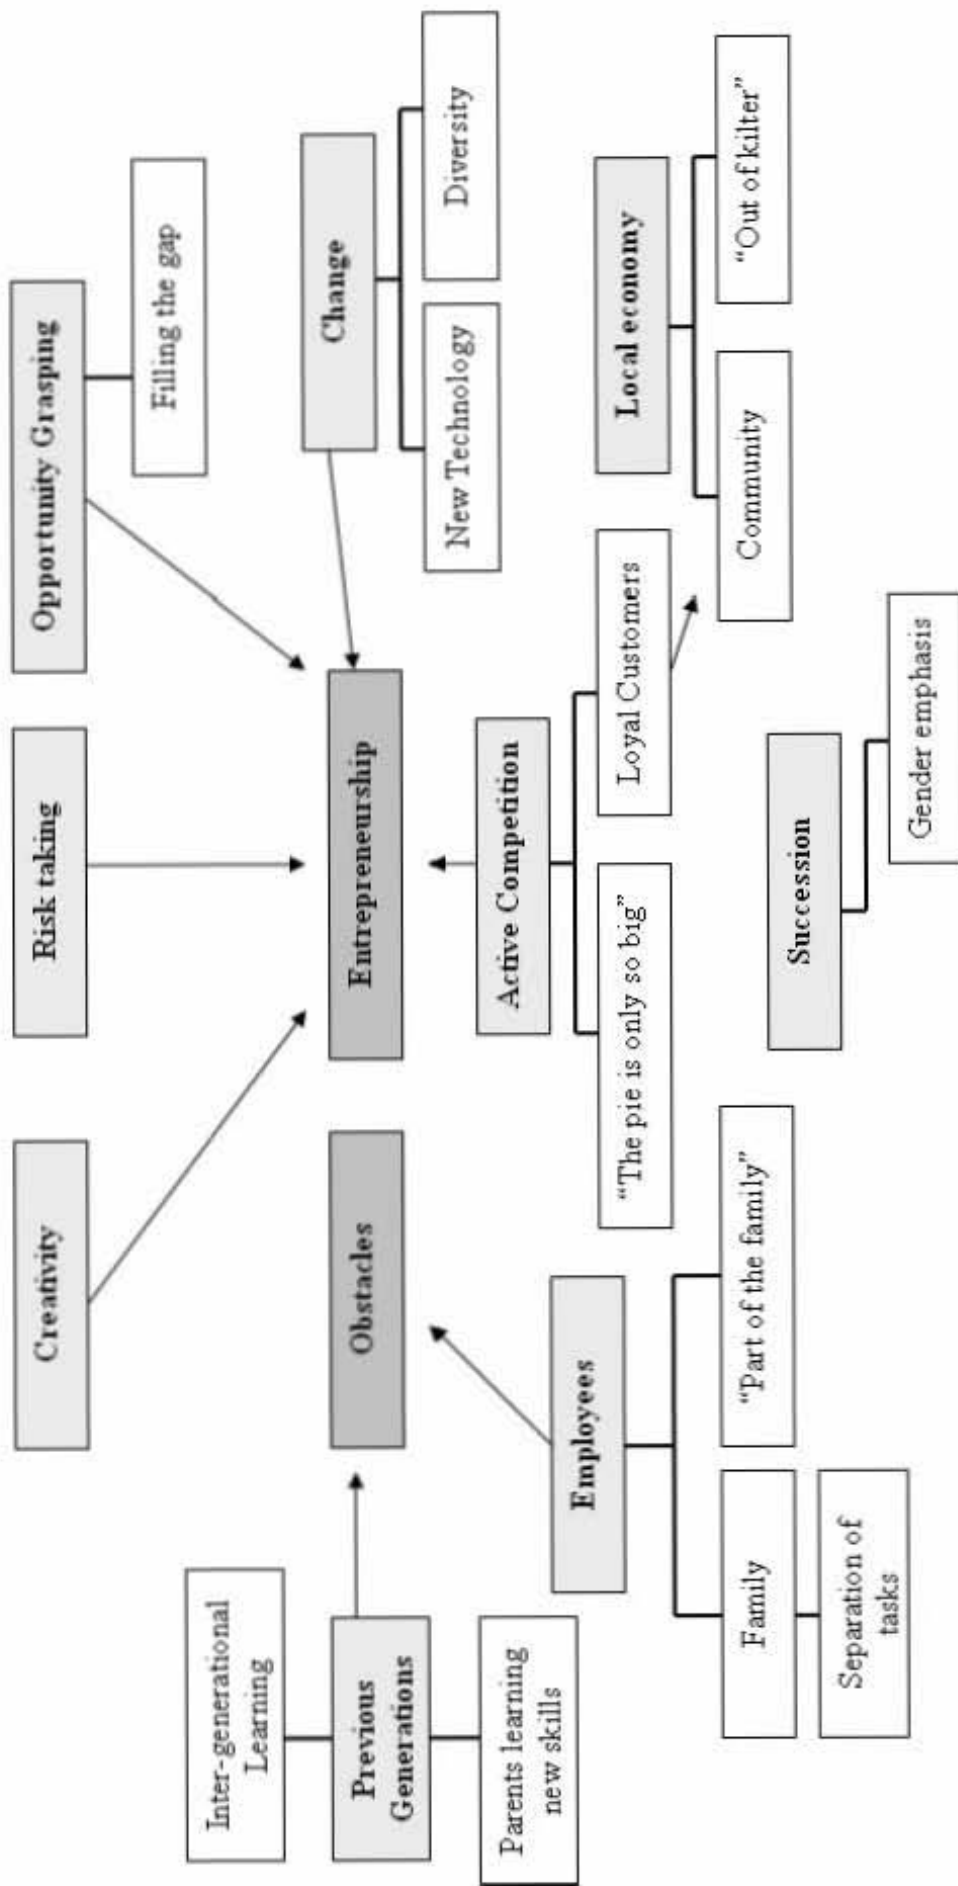 Creativity
Risk taking
Opportunity Grasping
Filling the gap
Inter-generational
Learning
Previous
Generations
Parents learning
new skills
Obstacles
Entrepreneurship
Change
New Technology
Diversity
Employees
Family
Separation of
tasks
“Part of the family”
Active Competition
“The pie is only so big”
Loyal Customers
Local economy
Community
“Out of kilter”
Succession
Gender emphasis